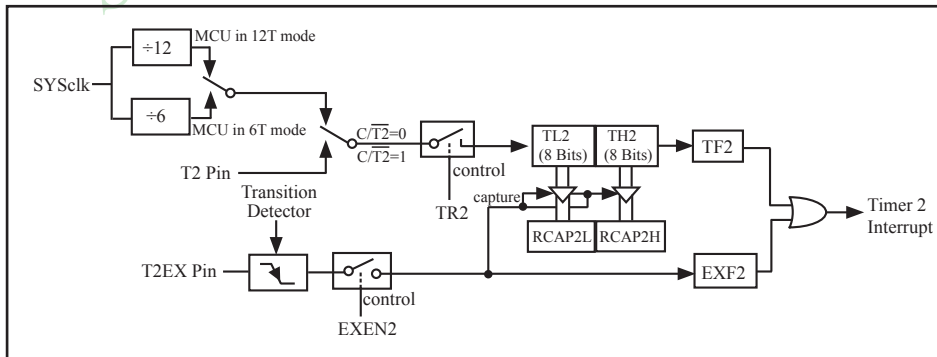 ÷12
MCU in 12T mode
SYSclk
÷6
MCU in 6T mode
C/T2=0
C/T2=1
T2 Pin
control
TR2
TL2
(8 Bits)
TH2
(8 Bits)
TF2
Transition
Detector
capture
RCAP2L
RCAP2H
Timer 2
Interrupt
T2EX Pin
control
EXEN2
EXF2